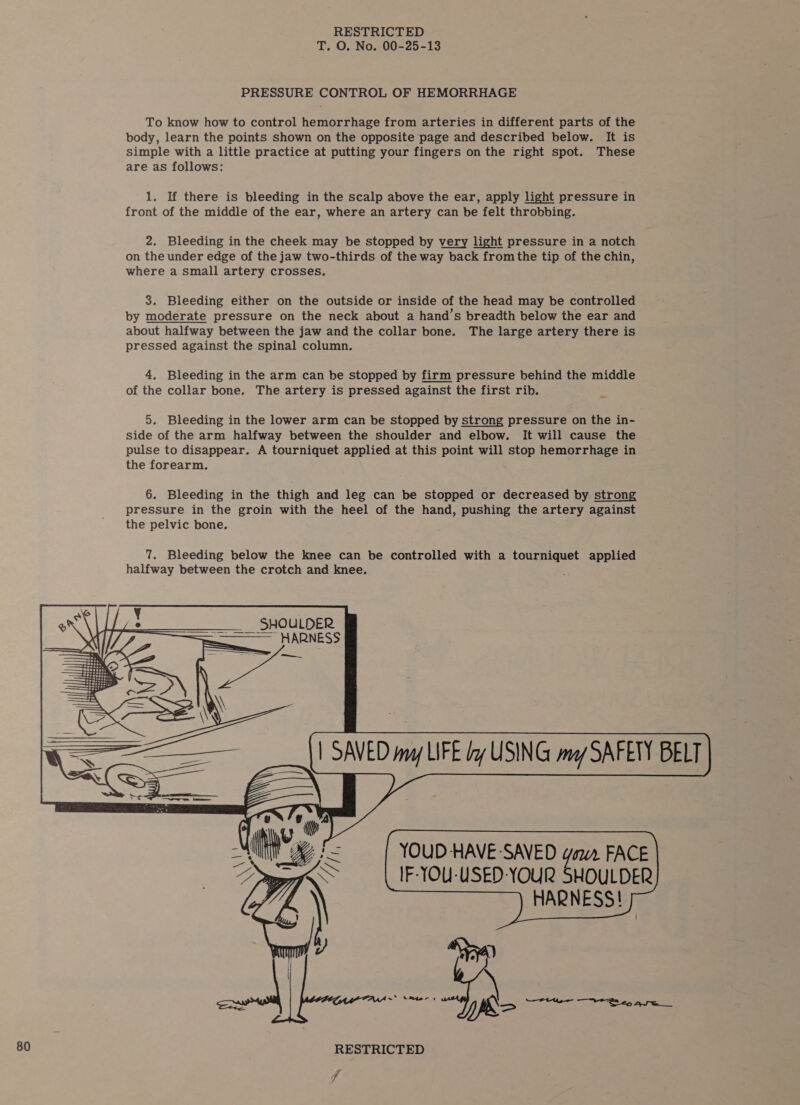 RESTRICTED
T. O. No. 00-25-13
PRESSURE CONTROL OF HEMORRHAGE
To know how to control hemorrhage from arteries in different parts of the
body, learn the points shown on the opposite page and described below. It is
simple with a little practice at putting your fingers on the right spot. These
are as follows:
1. If there is bleeding in the scalp above the ear, apply light pressure in
front of the middle of the ear, where an artery can be felt throbbing.
2. Bleeding in the cheek may be stopped by very light pressure in a notch
on the under edge of the jaw two-thirds of the way back from the tip of the chin,
where a small artery crosses.
3. Bleeding either on the outside or inside of the head may be controlled
by moderate pressure on the neck about a hand's breadth below the ear and
about halfway between the jaw and the collar bone. The large artery there is
pressed against the spinal column.
4. Bleeding in the arm can be stopped by firm pressure behind the middle
of the collar bone. The artery is pressed against the first rib.
5. Bleeding in the lower arm can be stopped by strong pressure on the in-
side of the arm halfway between the shoulder and elbow. It will cause the
pulse to disappear. A tourniquet applied at this point will stop hemorrhage in
the forearm.
6. Bleeding in the thigh and leg can be stopped or decreased by strong
pressure in the groin with the heel of the hand, pushing the artery against
the pelvic bone.
7. Bleeding below the knee can be controlled with a tourniquet applied
halfway between the crotch and knee.
BANG
!
SHOULDER
HARNESS
I SAVED my LIFE by USING my SAFETY BELT
YOUD-HAVE-SAVED your FACE
IF-YOU-USED-YOUR SHOULDER
HARNESS!
80
RESTRICTED